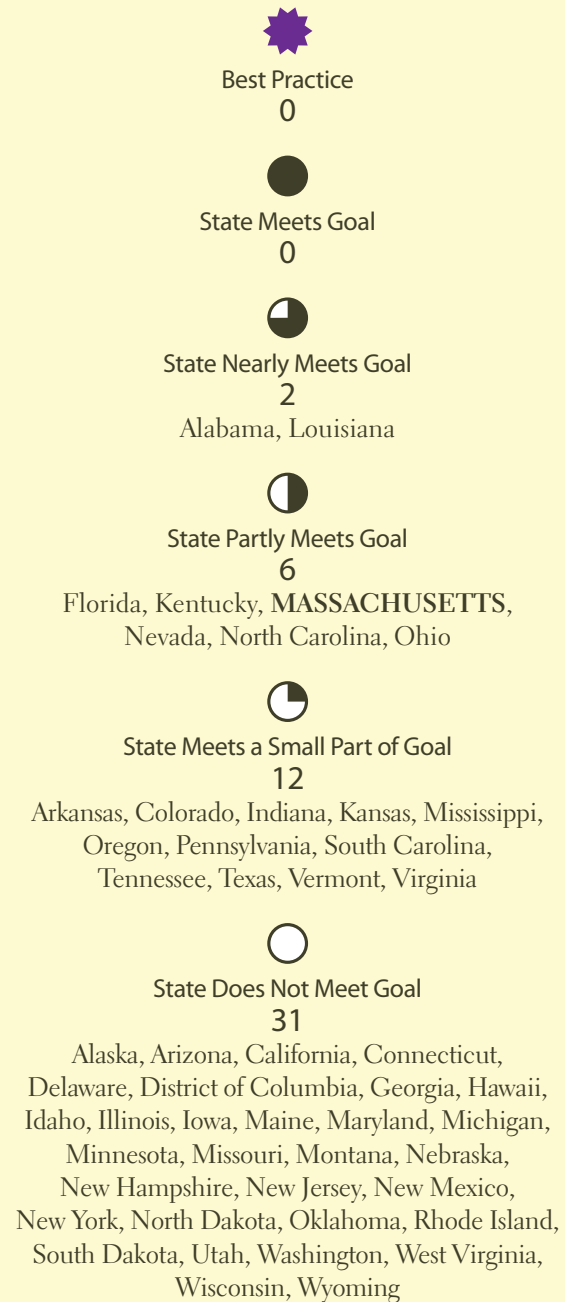 Best Practice
0
State Meets Goal
0
State Nearly Meets Goal
2
Alabama, Louisiana
State Partly Meets Goal
6
Florida, Kentucky, MASSACHUSETTS,
Nevada, North Carolina, Ohio
State Meets a Small Part of Goal
12
Arkansas, Colorado, Indiana, Kansas, Mississippi,
Oregon, Pennsylvania, South Carolina,
Tennessee, Texas, Vermont, Virginia
State Does Not Meet Goal
31
Alaska, Arizona, California, Connecticut,
Delaware, District of Columbia, Georgia, Hawaii,
Idaho, Illinois, Iowa, Maine, Maryland, Michigan,
Minnesota, Missouri, Montana, Nebraska,
New Hampshire, New Jersey, New Mexico,
New York, North Dakota, Oklahoma, Rhode Island,
South Dakota, Utah, Washington, West Virginia,
Wisconsin, Wyoming